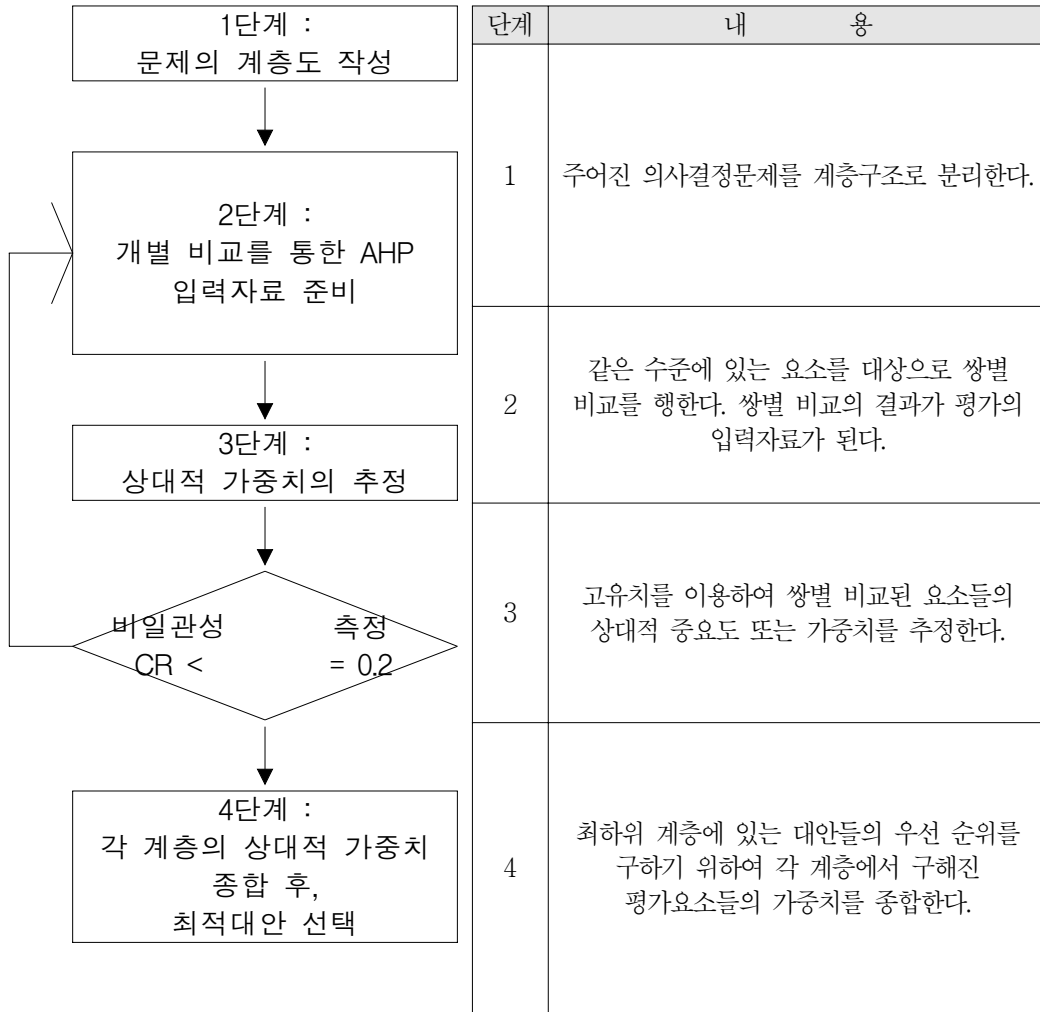 1단계 :
문제의 계층도 작성
2단계 :
개별 비교를 통한 AHP
입력자료 준비
3단계 :
상대적 가중치의 추정
비일관성 측정
CR < = 0.2
4단계 :
각 계층의 상대적 가중치
종합 후,
최적대안 선택
단계 내 용
1 주어진 의사결정문제를 계층구조로 분리한다.
같은 수준에 있는 요소를 대상으로 쌍별
2 비교를 행한다. 쌍별 비교의 결과가 평가의
입력자료가 된다.
3 고유치를 이용하여 쌍별 비교된 요소들의
상대적 중요도 또는 가중치를 추정한다.
최하위 계층에 있는 대안들의 우선 순위를
4 구하기 위하여 각 계층에서 구해진
평가요소들의 가중치를 종합한다.